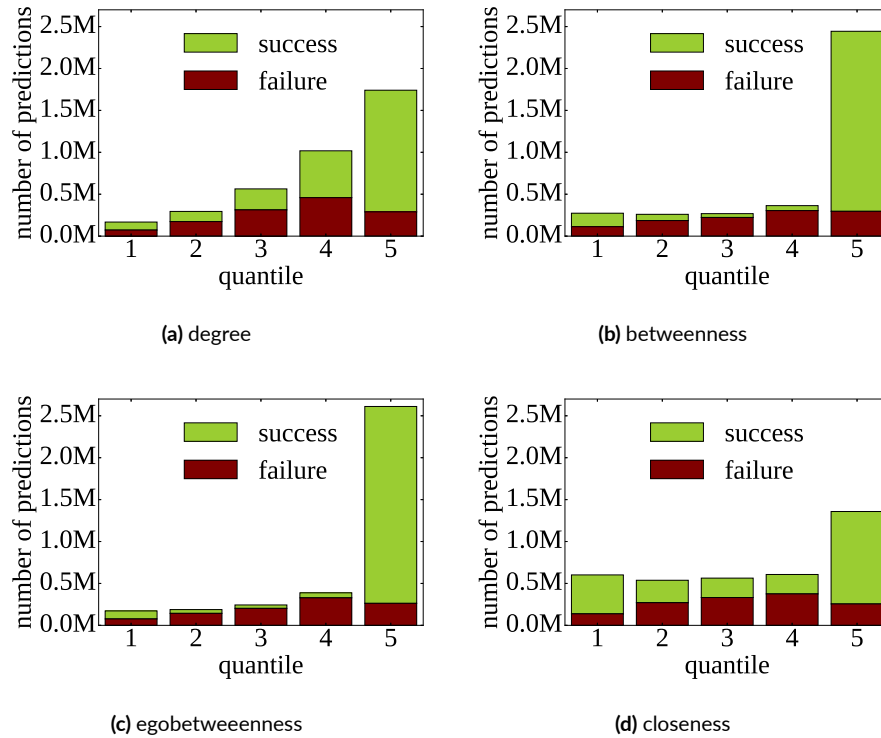 number of predictions
2.5M
2.0M
1.5M
1.0M
0.5M
0.0M
success
failure
1 2 3 4 5
quantile
(a) degree
number of predictions
2.5M
2.0M
1.5M
1.0M
0.5M
0.0M
success
failure
1 2 3 4 5
quantile
(b) betweenness
number of predictions
2.5M
2.0M
1.5M
1.0M
0.5M
0.0M
success
failure
1 2 3 4 5
quantile
(c) egobetweeenness
number of predictions
2.5M
2.0M
1.5M
1.0M
0.5M
0.0M
success
failure
1 2 3 4 5
quantile
(d) closeness